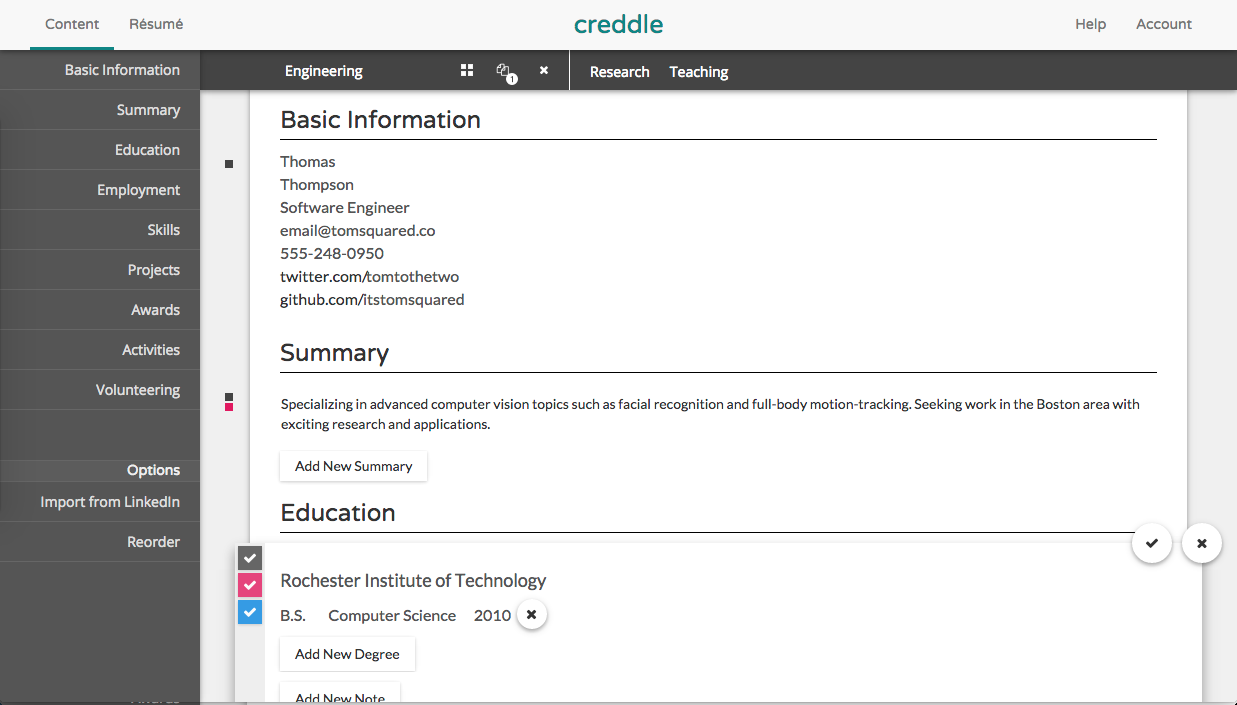 Content Résumé creddle Help Account
Basic Information
Summary
Education
Employment
Skills
Projects
Awards
Activities
Volunteering
Options
Import from LinkedIn
Reorder
Engineering 1 Research Teaching
Basic Information
Thomas
Thompson
Software Engineer
email@tomsquared.co
555-248-0950
twitter.com/tomtothetwo
github.com/itstomsquared
Summary
Specializing in advanced computer vision topics such as facial recognition and full-body motion-tracking. Seeking work in the Boston area with
exciting research and applications.
Add New Summary
Education
Rochester Institute of Technology
B.S. Computer Science 2010
Add New Degree
Add New Note